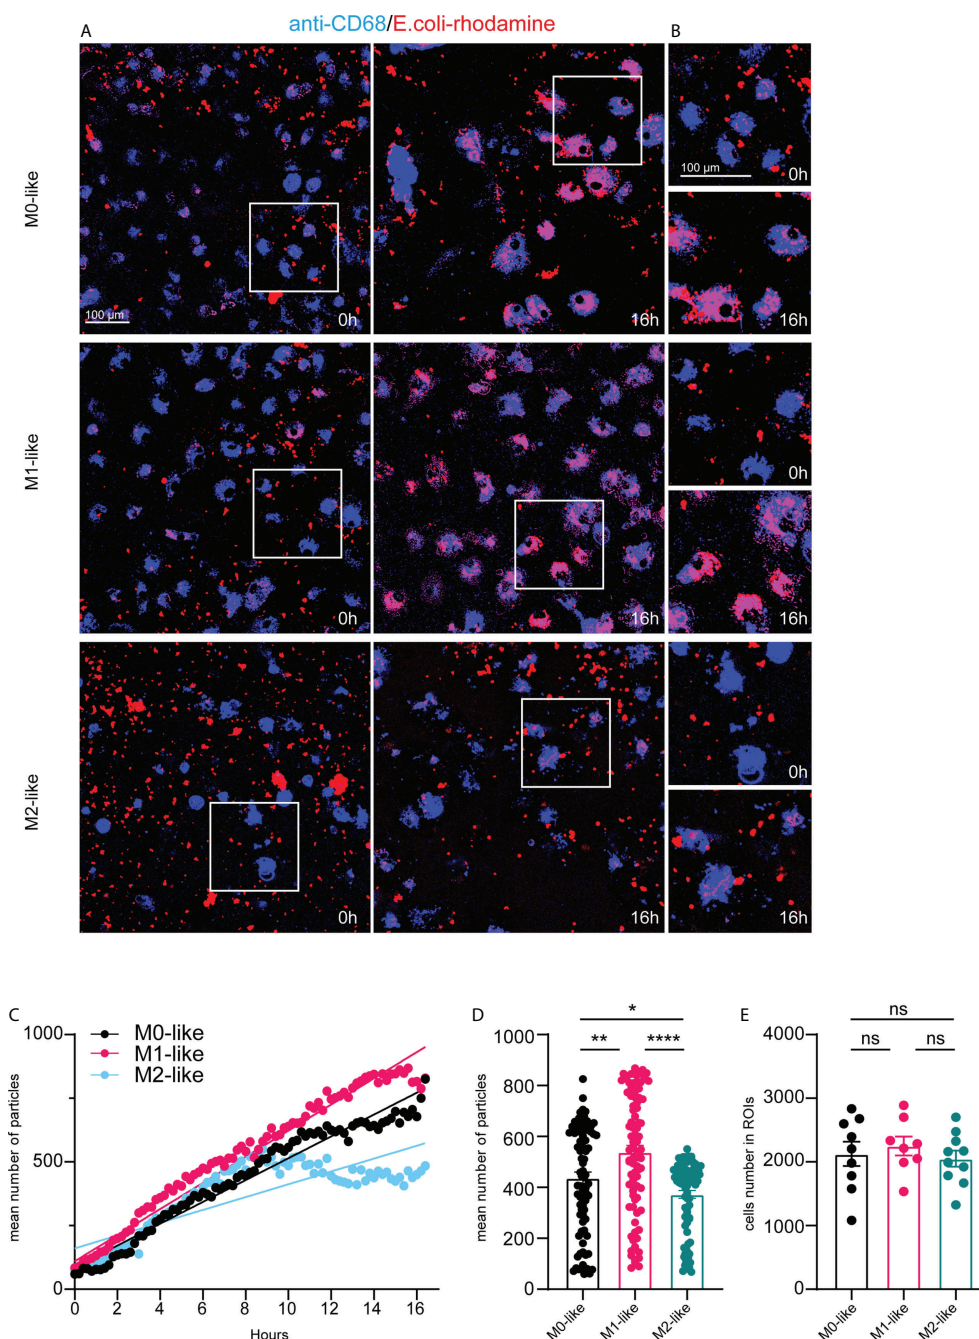 A
anti-CD68/E.coli-rhodamine
B
M0-like
100 µm
0h
16h
100 µm
0h
16h
M1-like
0h
16h
0h
16h
M2-like
0h
16h
0h
16h
C
mean number of particles
1000
500
0
0 2 4 6 8 10 12 14 16
Hours
M0-like
M1-like
M2-like
D
mean number of particles
1000
800
600
400
200
0
*
** ****
M0-like M1-like M2-like
E
cells number in ROIs
4000
3000
2000
1000
0
ns
ns ns
M0-like M1-like M2-like